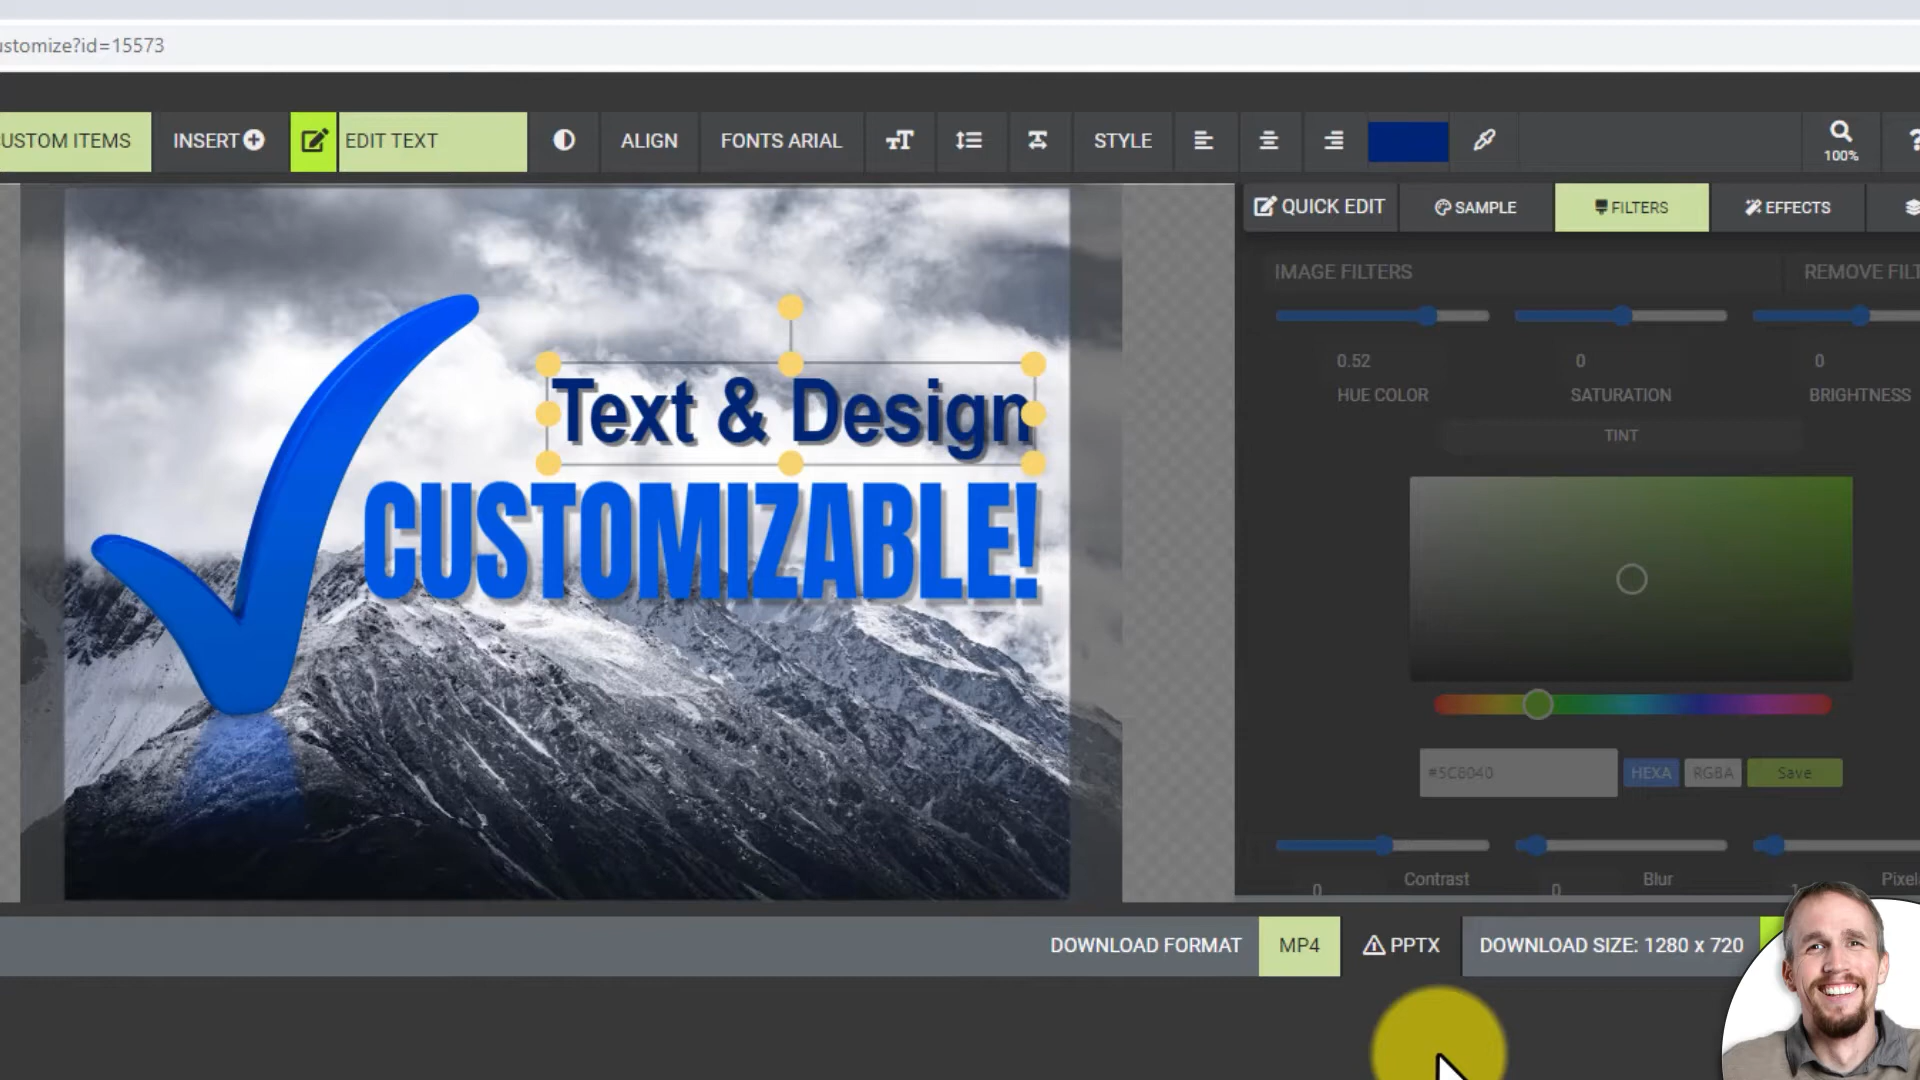 ustomize?id=15573
USTOM ITEMS INSERT EDIT TEXT ALIGN FONTS ARIAL STYLE 100% ?
QUICK EDIT SAMPLE FILTERS EFFECTS
IMAGE FILTERS REMOVE FILT
0.52 0 0
HUE COLOR SATURATION BRIGHTNESS
TINT
Text & Design
CUSTOMIZABLE!
HEXA RGBA Save
0 Contrast 0 Blur Pixel
DOWNLOAD FORMAT MP4 PPTX DOWNLOAD SIZE: 1280 x 720